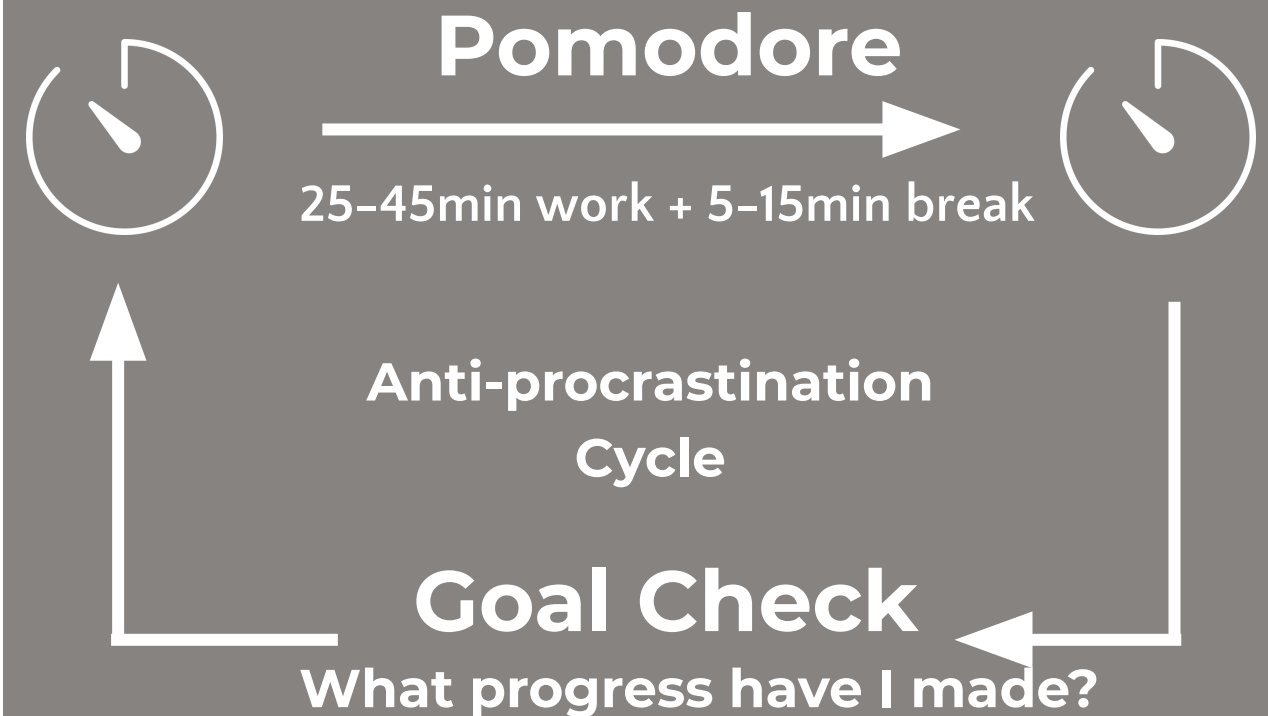 Pomodore
25-45min work + 5-15min break
Anti-procrastination
Cycle
Goal Check
What progress have I made?